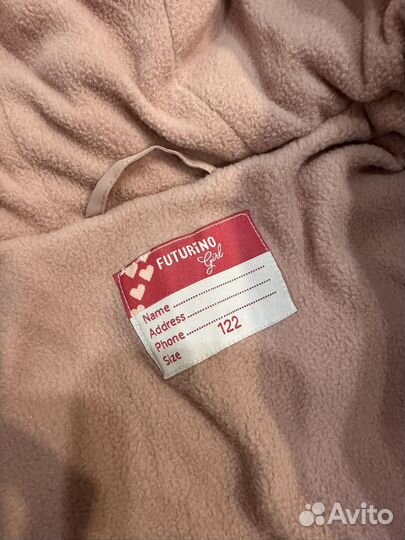 FUTURiNO
Girl
Name ................
Address ................
Phone ................
Size 122
Avito